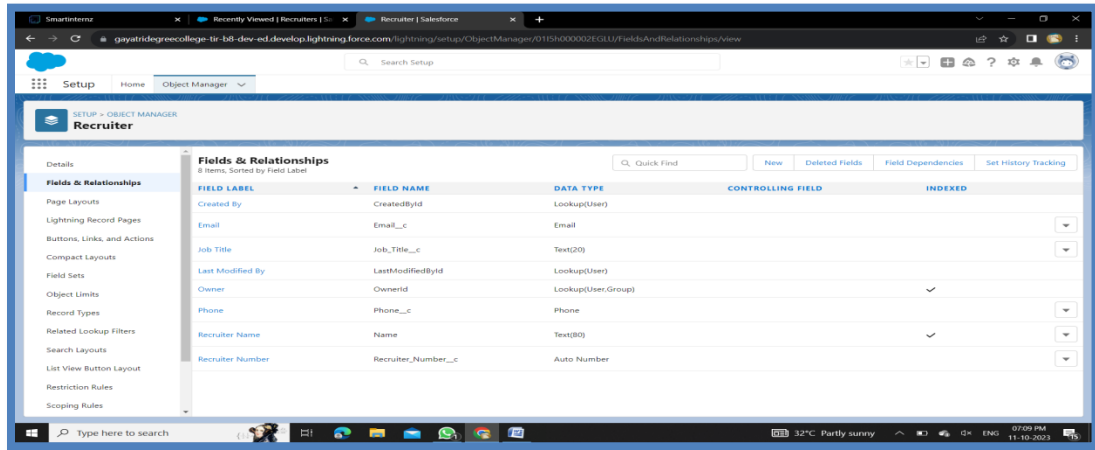 Smartinternz
Recently Viewed | Recruiters | Sa
Recruiter | Salesforce
gayatridegreecollege-tir-b8-dev-ed.develop.lightning.force.com/lightning/setup/ObjectManager/01I5h000002EGLU/FieldsAndRelationships/view
Search Setup
Setup Home Object Manager
SETUP > OBJECT MANAGER
Recruiter
Details
Fields & Relationships
Page Layouts
Lightning Record Pages
Buttons, Links, and Actions
Compact Layouts
Field Sets
Object Limits
Record Types
Related Lookup Filters
Search Layouts
List View Button Layout
Restriction Rules
Scoping Rules
Fields & Relationships
8 Items, Sorted by Field Label
Quick Find New Deleted Fields Field Dependencies Set History Tracking
FIELD LABEL FIELD NAME DATA TYPE CONTROLLING FIELD INDEXED
Created By CreatedById Lookup(User)
Email Email__c Email
Job Title Job_Title__c Text(20)
Last Modified By LastModifiedById Lookup(User)
Owner OwnerId Lookup(User,Group)
Phone Phone__c Phone
Recruiter Name Name Text(80)
Recruiter Number Recruiter_Number__c Auto Number
Type here to search
32°C Partly sunny
ENG
07:09 PM
11-10-2023